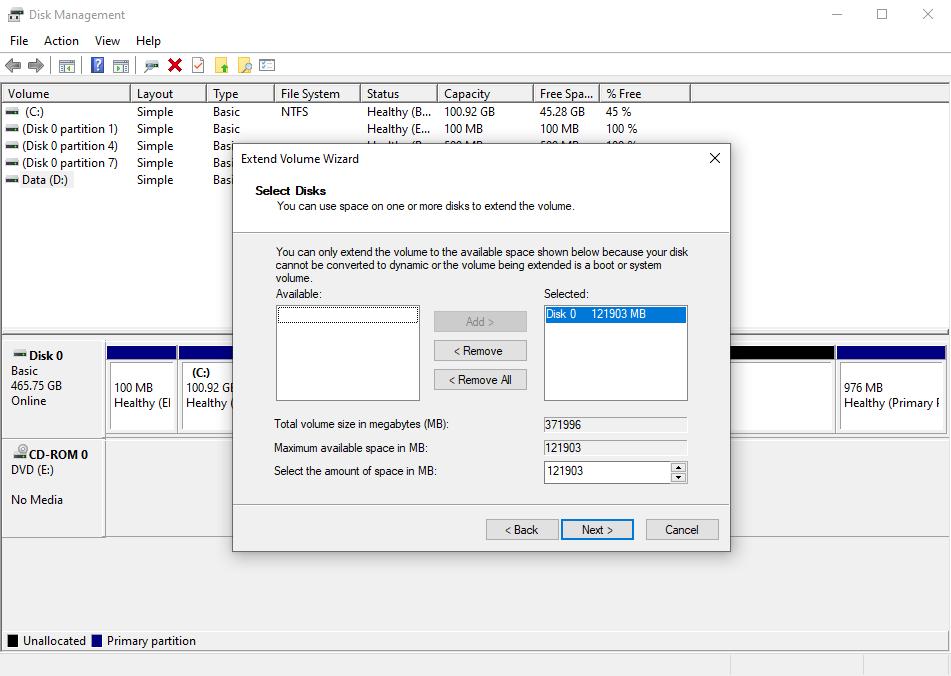 Disk Management
File Action View Help
Volume Layout Type File System Status Capacity Free Spa... % Free
(C:) Simple Basic NTFS Healthy (B... 100.92 GB 45.28 GB 45 %
(Disk 0 partition 1) Simple Basic Healthy (E... 100 MB 100 MB 100 %
(Disk 0 partition 4) Simple
(Disk 0 partition 7) Simple
Data (D:) Simple
Extend Volume Wizard
Select Disks
You can use space on one or more disks to extend the volume.
You can only extend the volume to the available space shown below because your disk
cannot be converted to dynamic or the volume being extended is a boot or system
volume.
Available: Selected:
Disk 0 121903 MB
Add >
< Remove
< Remove All
Total volume size in megabytes (MB): 371996
Maximum available space in MB: 121903
Select the amount of space in MB: 121903
< Back Next > Cancel
Disk 0
Basic
465.75 GB
Online
100 MB
Healthy (EI
(C:)
100.92 GE
Healthy (
976 MB
Healthy (Primary P
CD-ROM 0
DVD (E:)
No Media
Unallocated Primary partition